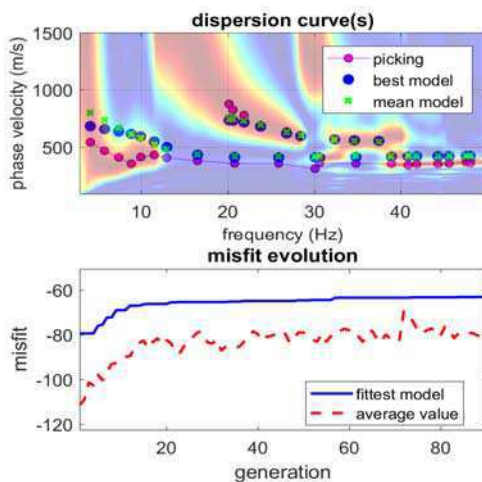 dispersion curve(s)
phase velocity (m/s)
1500
1000
500
picking
best model
mean model
10 20 30 40
frequency (Hz)
misfit evolution
misfit
-60
-80
-100
-120
fittest model
average value
20 40 60 80
generation